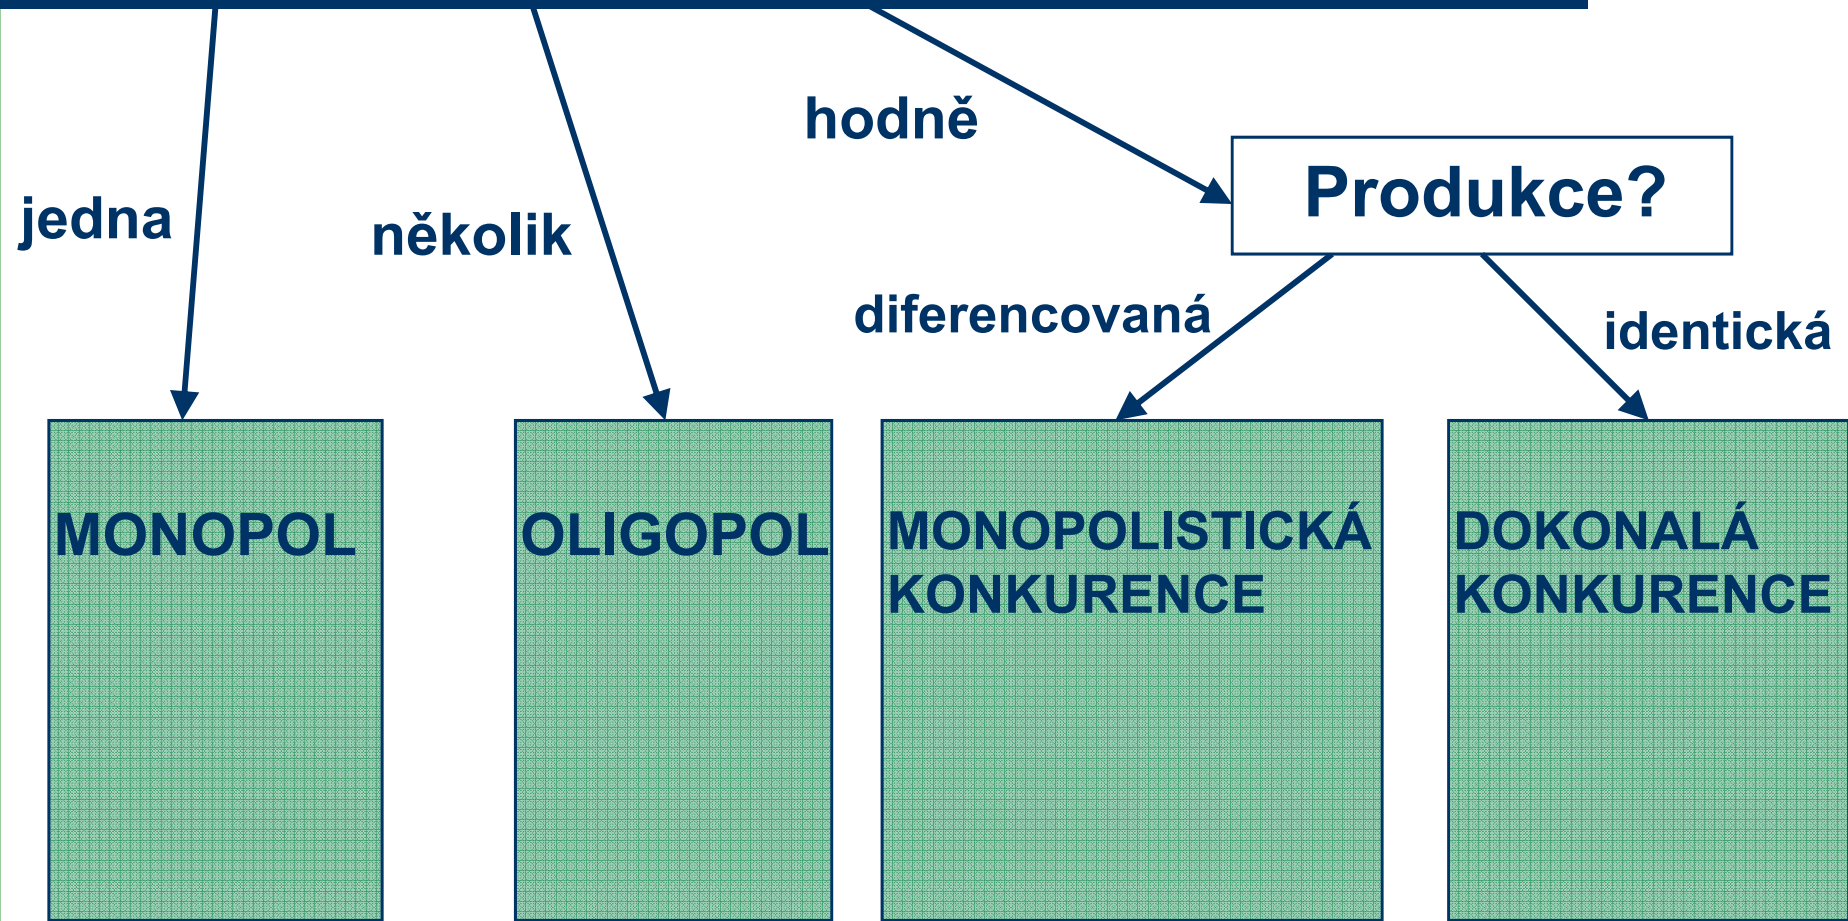 hodně
Produkce?
jedna
několik
diferencovaná
identická
MONOPOL
OLIGOPOL
MONOPOLISTICKÁ
KONKURENCE
DOKONALÁ
KONKURENCE